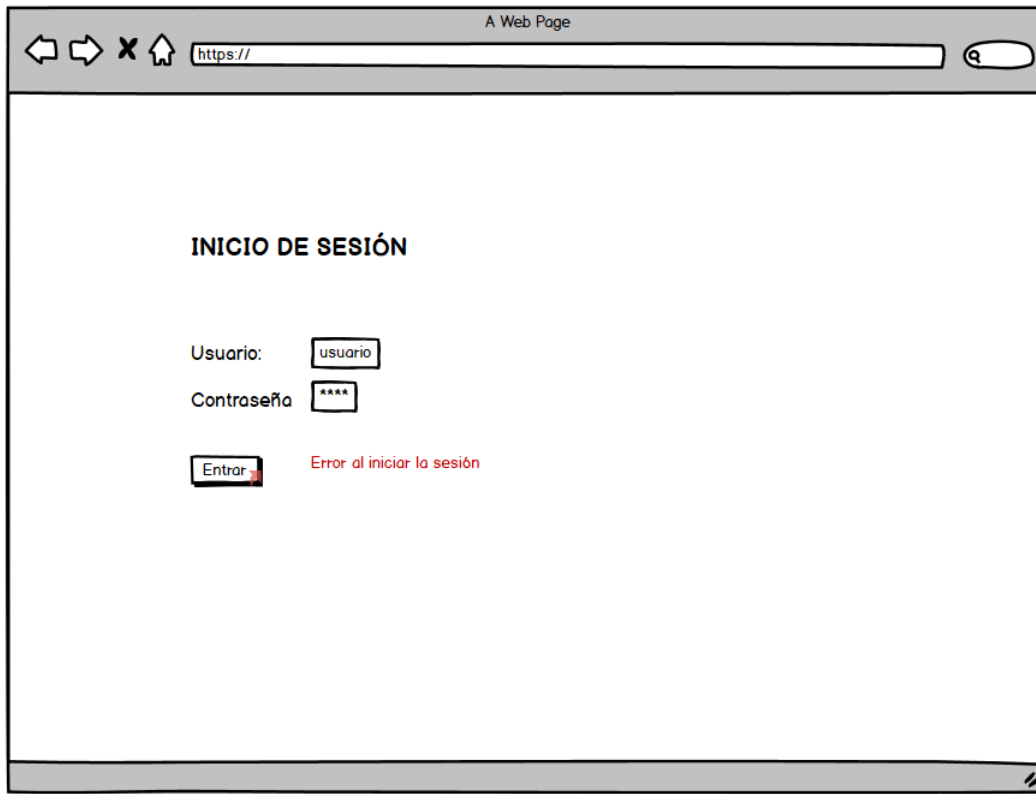 A Web Page
https://
INICIO DE SESIÓN
Usuario: usuario
Contraseña ****
Entrar Error al iniciar la sesión